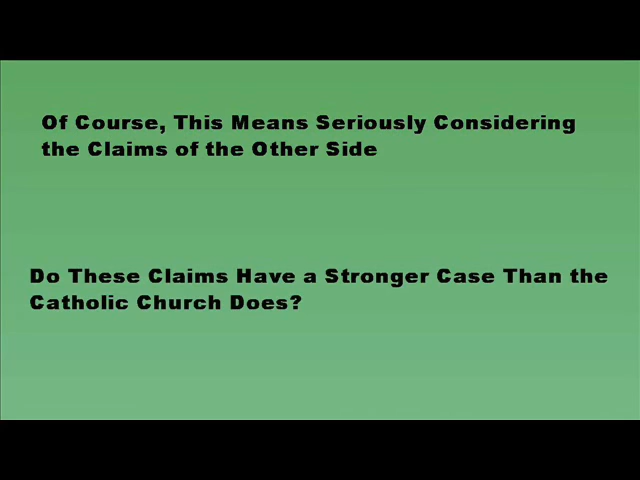 Of Course, This Means Seriously Considering
the Claims of the Other Side
Do These Claims Have a Stronger Case Than the
Catholic Church Does?